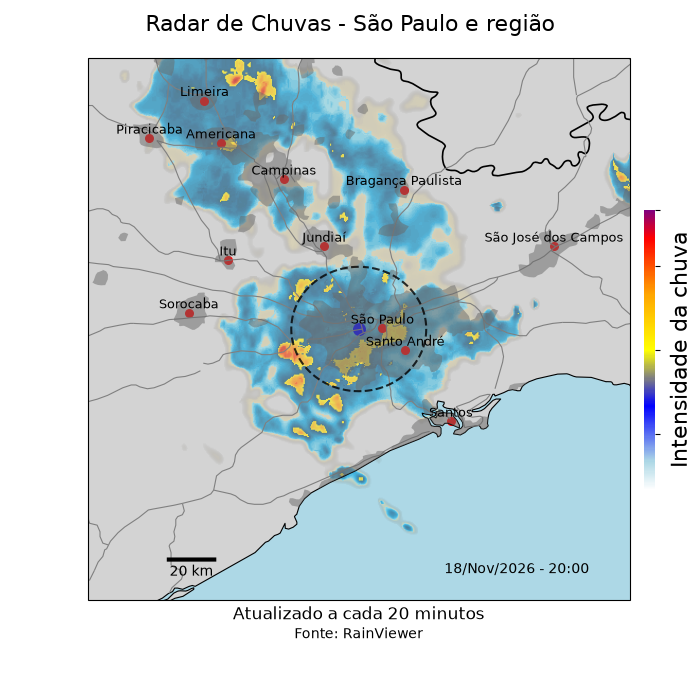 Radar de Chuvas - São Paulo e região
Limeira
Piracicaba
Americana
Campinas
Bragança Paulista
Jundiaí
São José dos Campos
Itu
Sorocaba
São Paulo
Santo André
Santos
Intensidade da chuva
20 km
18/Nov/2026 - 20:00
Atualizado a cada 20 minutos
Fonte: RainViewer